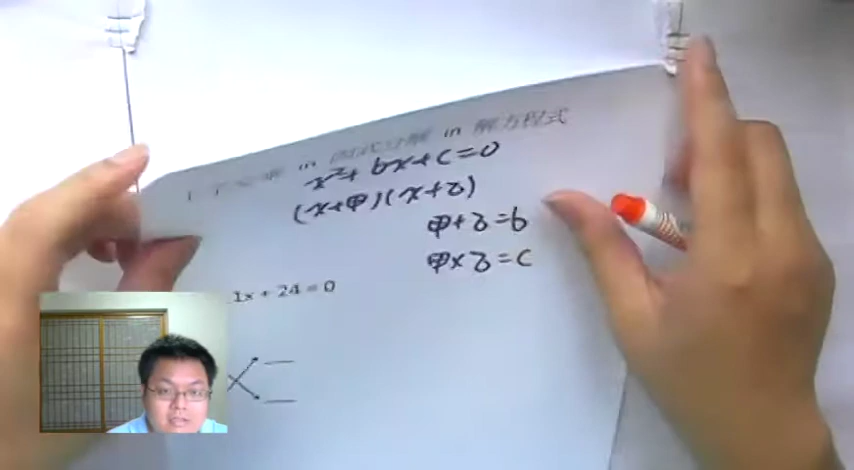 in 因式分解 in 解方程式
x²+ bx+c=0
(x+甲)(x+乙)
甲+乙=b
甲×乙=c
1x + 24 = 0